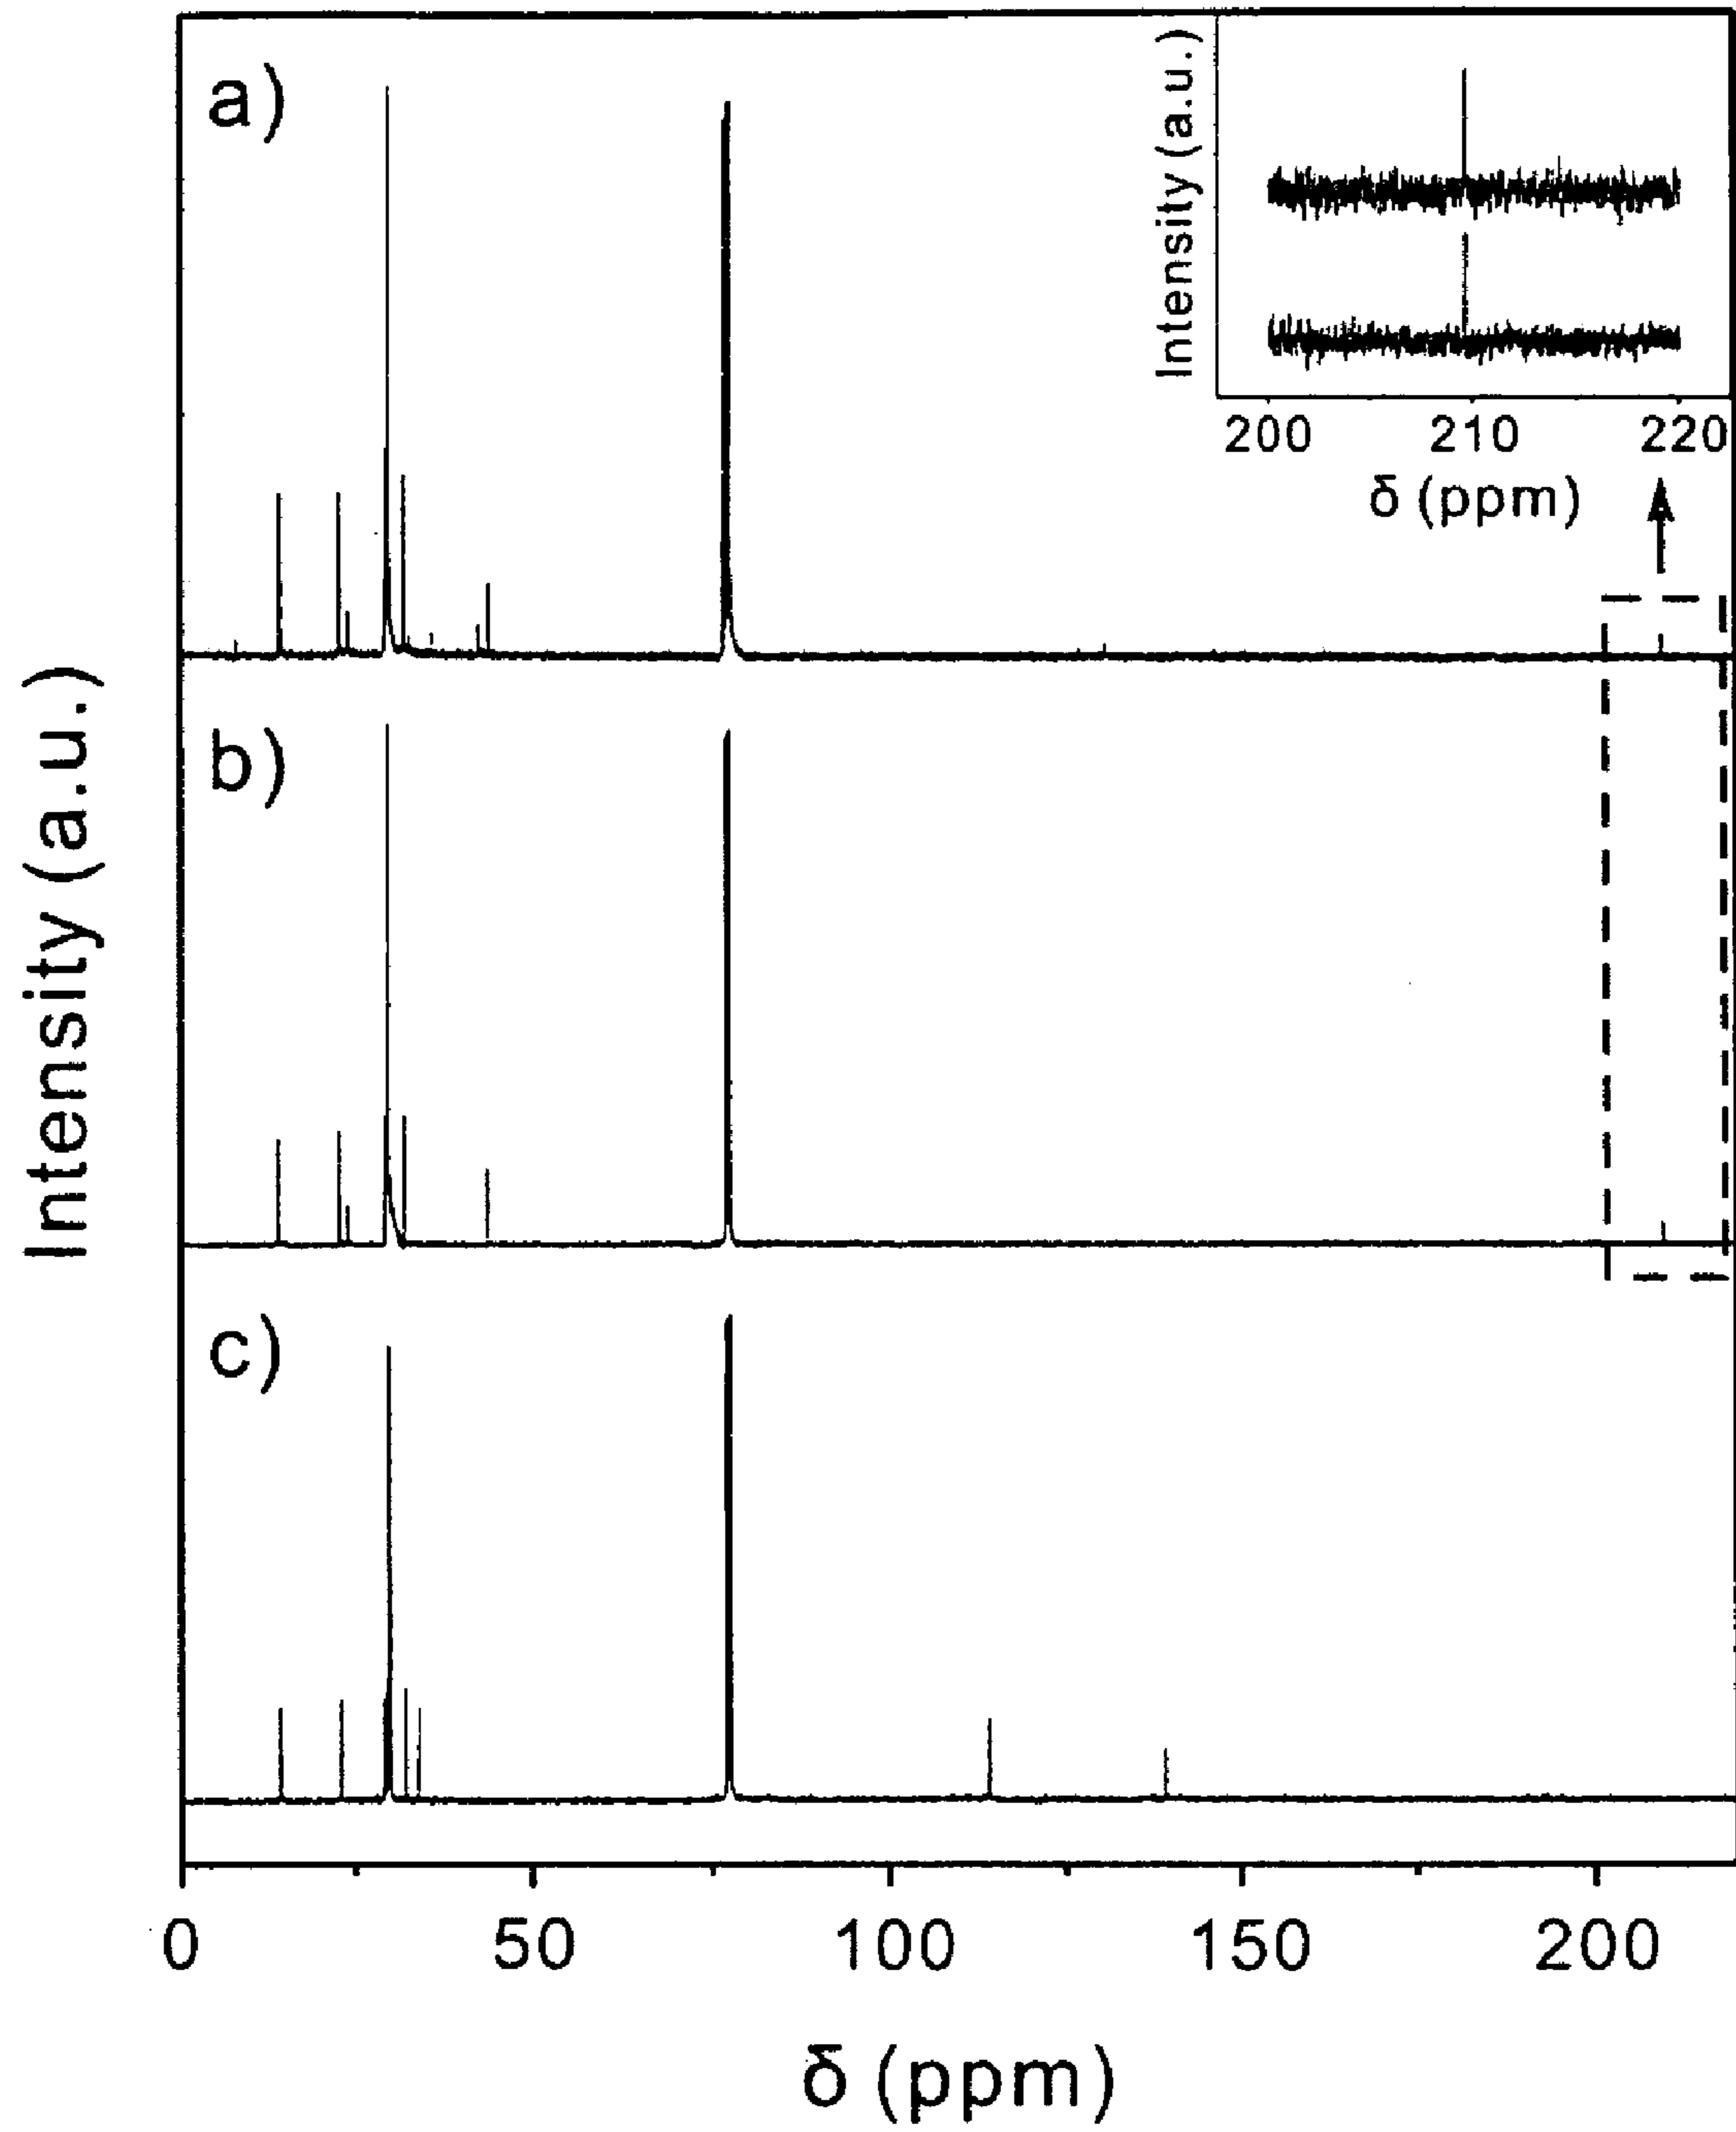 a)
Intensity (a.u.)
200 210 220
δ (ppm)
b)
Intensity (a.u.)
c)
0 50 100 150 200
δ (ppm)